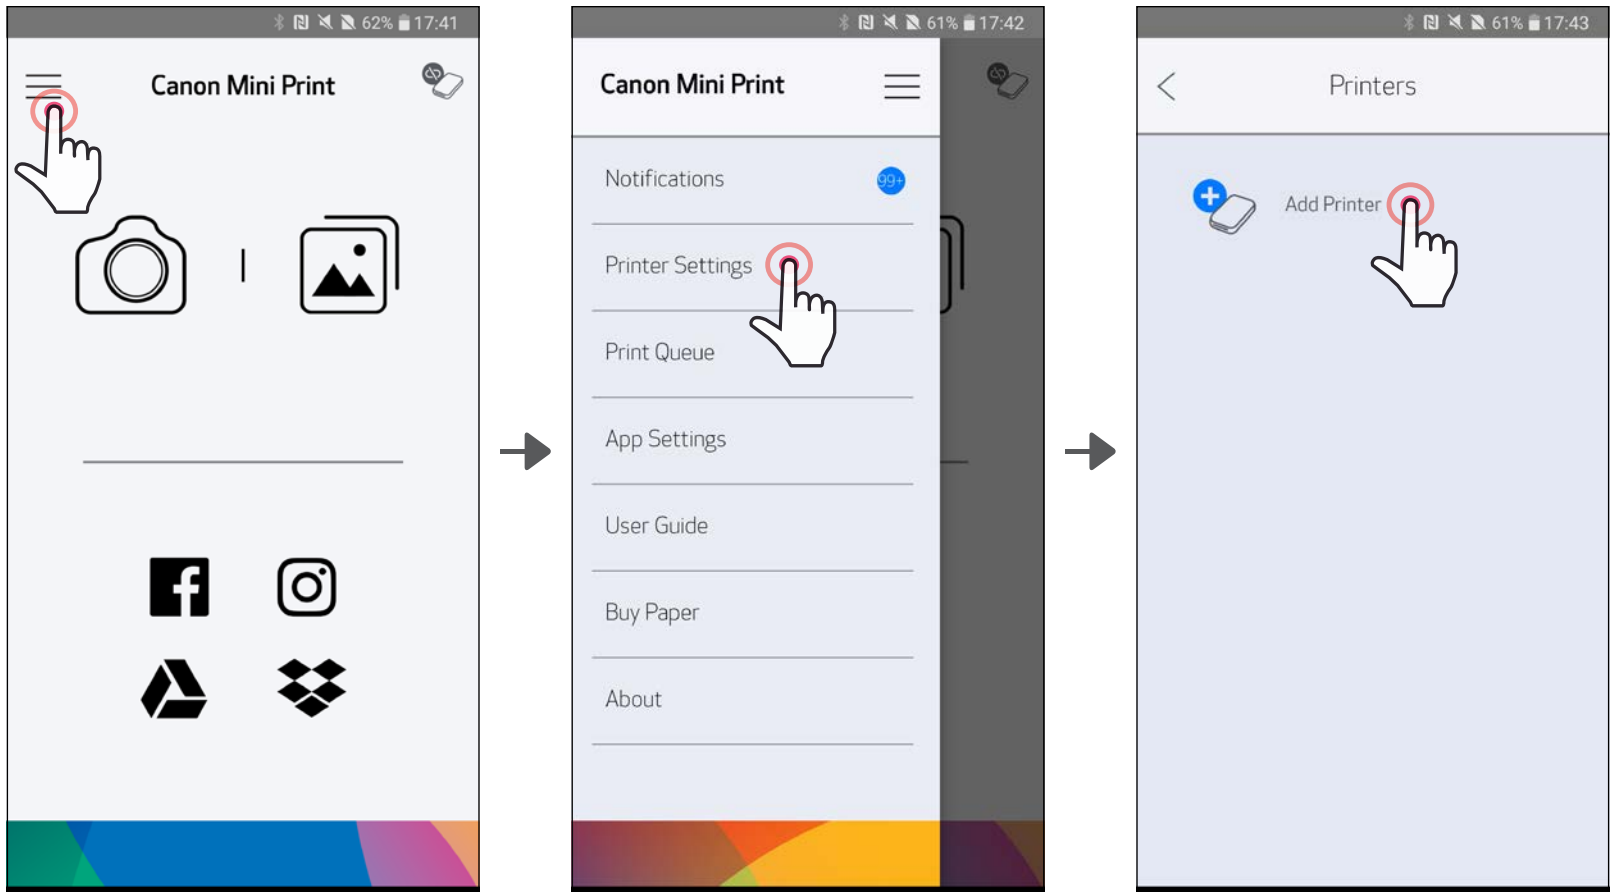 62% 17:41
Canon Mini Print
61% 17:42
Canon Mini Print
Notifications 99+
Printer Settings
Print Queue
App Settings
User Guide
Buy Paper
About
61% 17:43
Printers
Add Printer